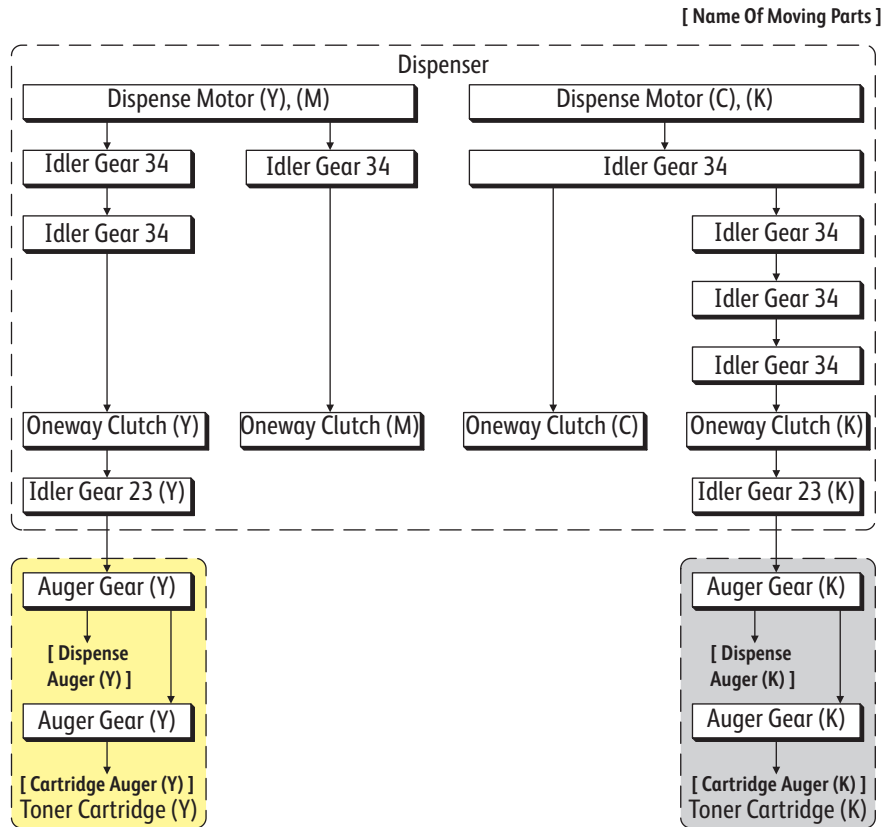 [ Name Of Moving Parts ]
Dispenser
Dispense Motor (Y), (M)
Dispense Motor (C), (K)
Idler Gear 34
Idler Gear 34
Idler Gear 34
Idler Gear 34
Idler Gear 34
Idler Gear 34
Idler Gear 34
Oneway Clutch (Y)
Oneway Clutch (M)
Oneway Clutch (C)
Oneway Clutch (K)
Idler Gear 23 (Y)
Idler Gear 23 (K)
Auger Gear (Y)
Auger Gear (K)
[ Dispense
Auger (Y) ]
[ Dispense
Auger (K) ]
Auger Gear (Y)
Auger Gear (K)
[ Cartridge Auger (Y) ]
[ Cartridge Auger (K) ]
Toner Cartridge (Y)
Toner Cartridge (K)